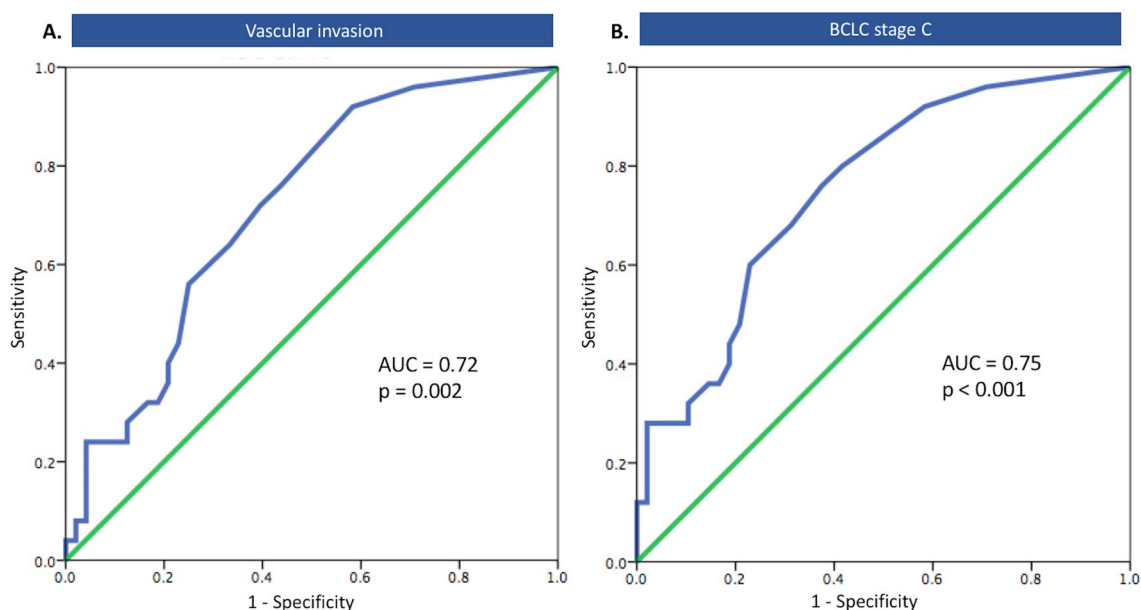 A.
Vascular invasion
1.0
0.8
0.6
0.4
0.2
0.0
Sensitivity
0.0
0.2
0.4
0.6
0.8
1.0
1 - Specificity
AUC = 0.72
p = 0.002
B.
BCLC stage C
1.0
0.8
0.6
0.4
0.2
0.0
Sensitivity
0.0
0.2
0.4
0.6
0.8
1.0
1 - Specificity
AUC = 0.75
p < 0.001